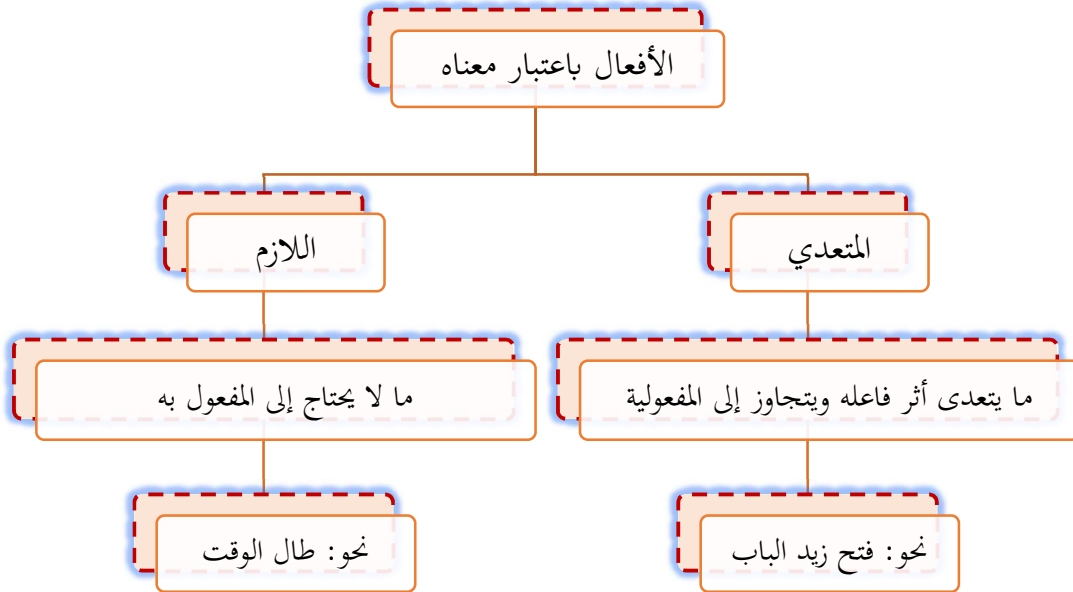 الأفعال باعتبار معناه
المتعدي
اللازم
ما يتعدى أثر فاعله ويتجاوز إلى المفعولية
ما لا يحتاج إلى المفعول به
نحو: فتح زيد الباب
نحو: طال الوقت